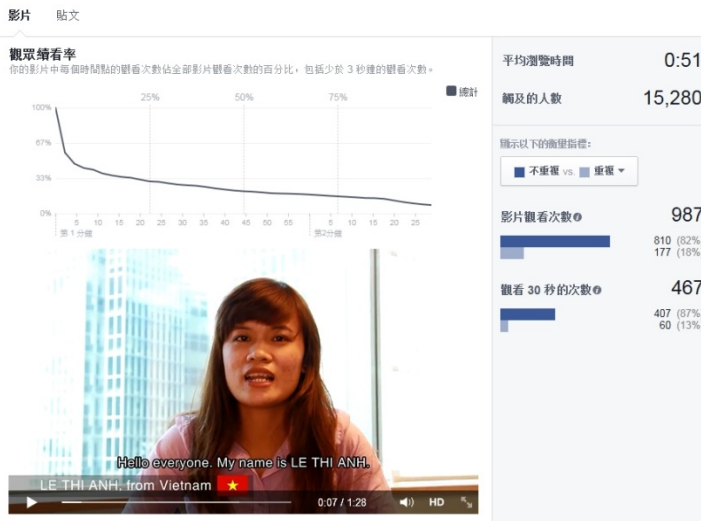 影片 貼文
觀眾續看率
你的影片中每個時間點的觀看次數佔全部影片觀看次數的百分比，包括少於 3 秒鐘的觀看次數。
總計
25% 50% 75%
100%
67%
33%
0%
5 10 15 20 25 30 35 40 45 50 55 5 10 15 20 25
第 1 分鐘 第2分鐘
Hello everyone. My name is LE THI ANH.
LE THI ANH, from Vietnam
0:07 / 1:28 HD
平均瀏覽時間 0:51
觸及的人數 15,280
顯示以下的衡量指標：
不重複 vs. 重複
影片觀看次數 987
810 (82%
177 (18%
觀看 30 秒的次數 467
407 (87%
60 (13%